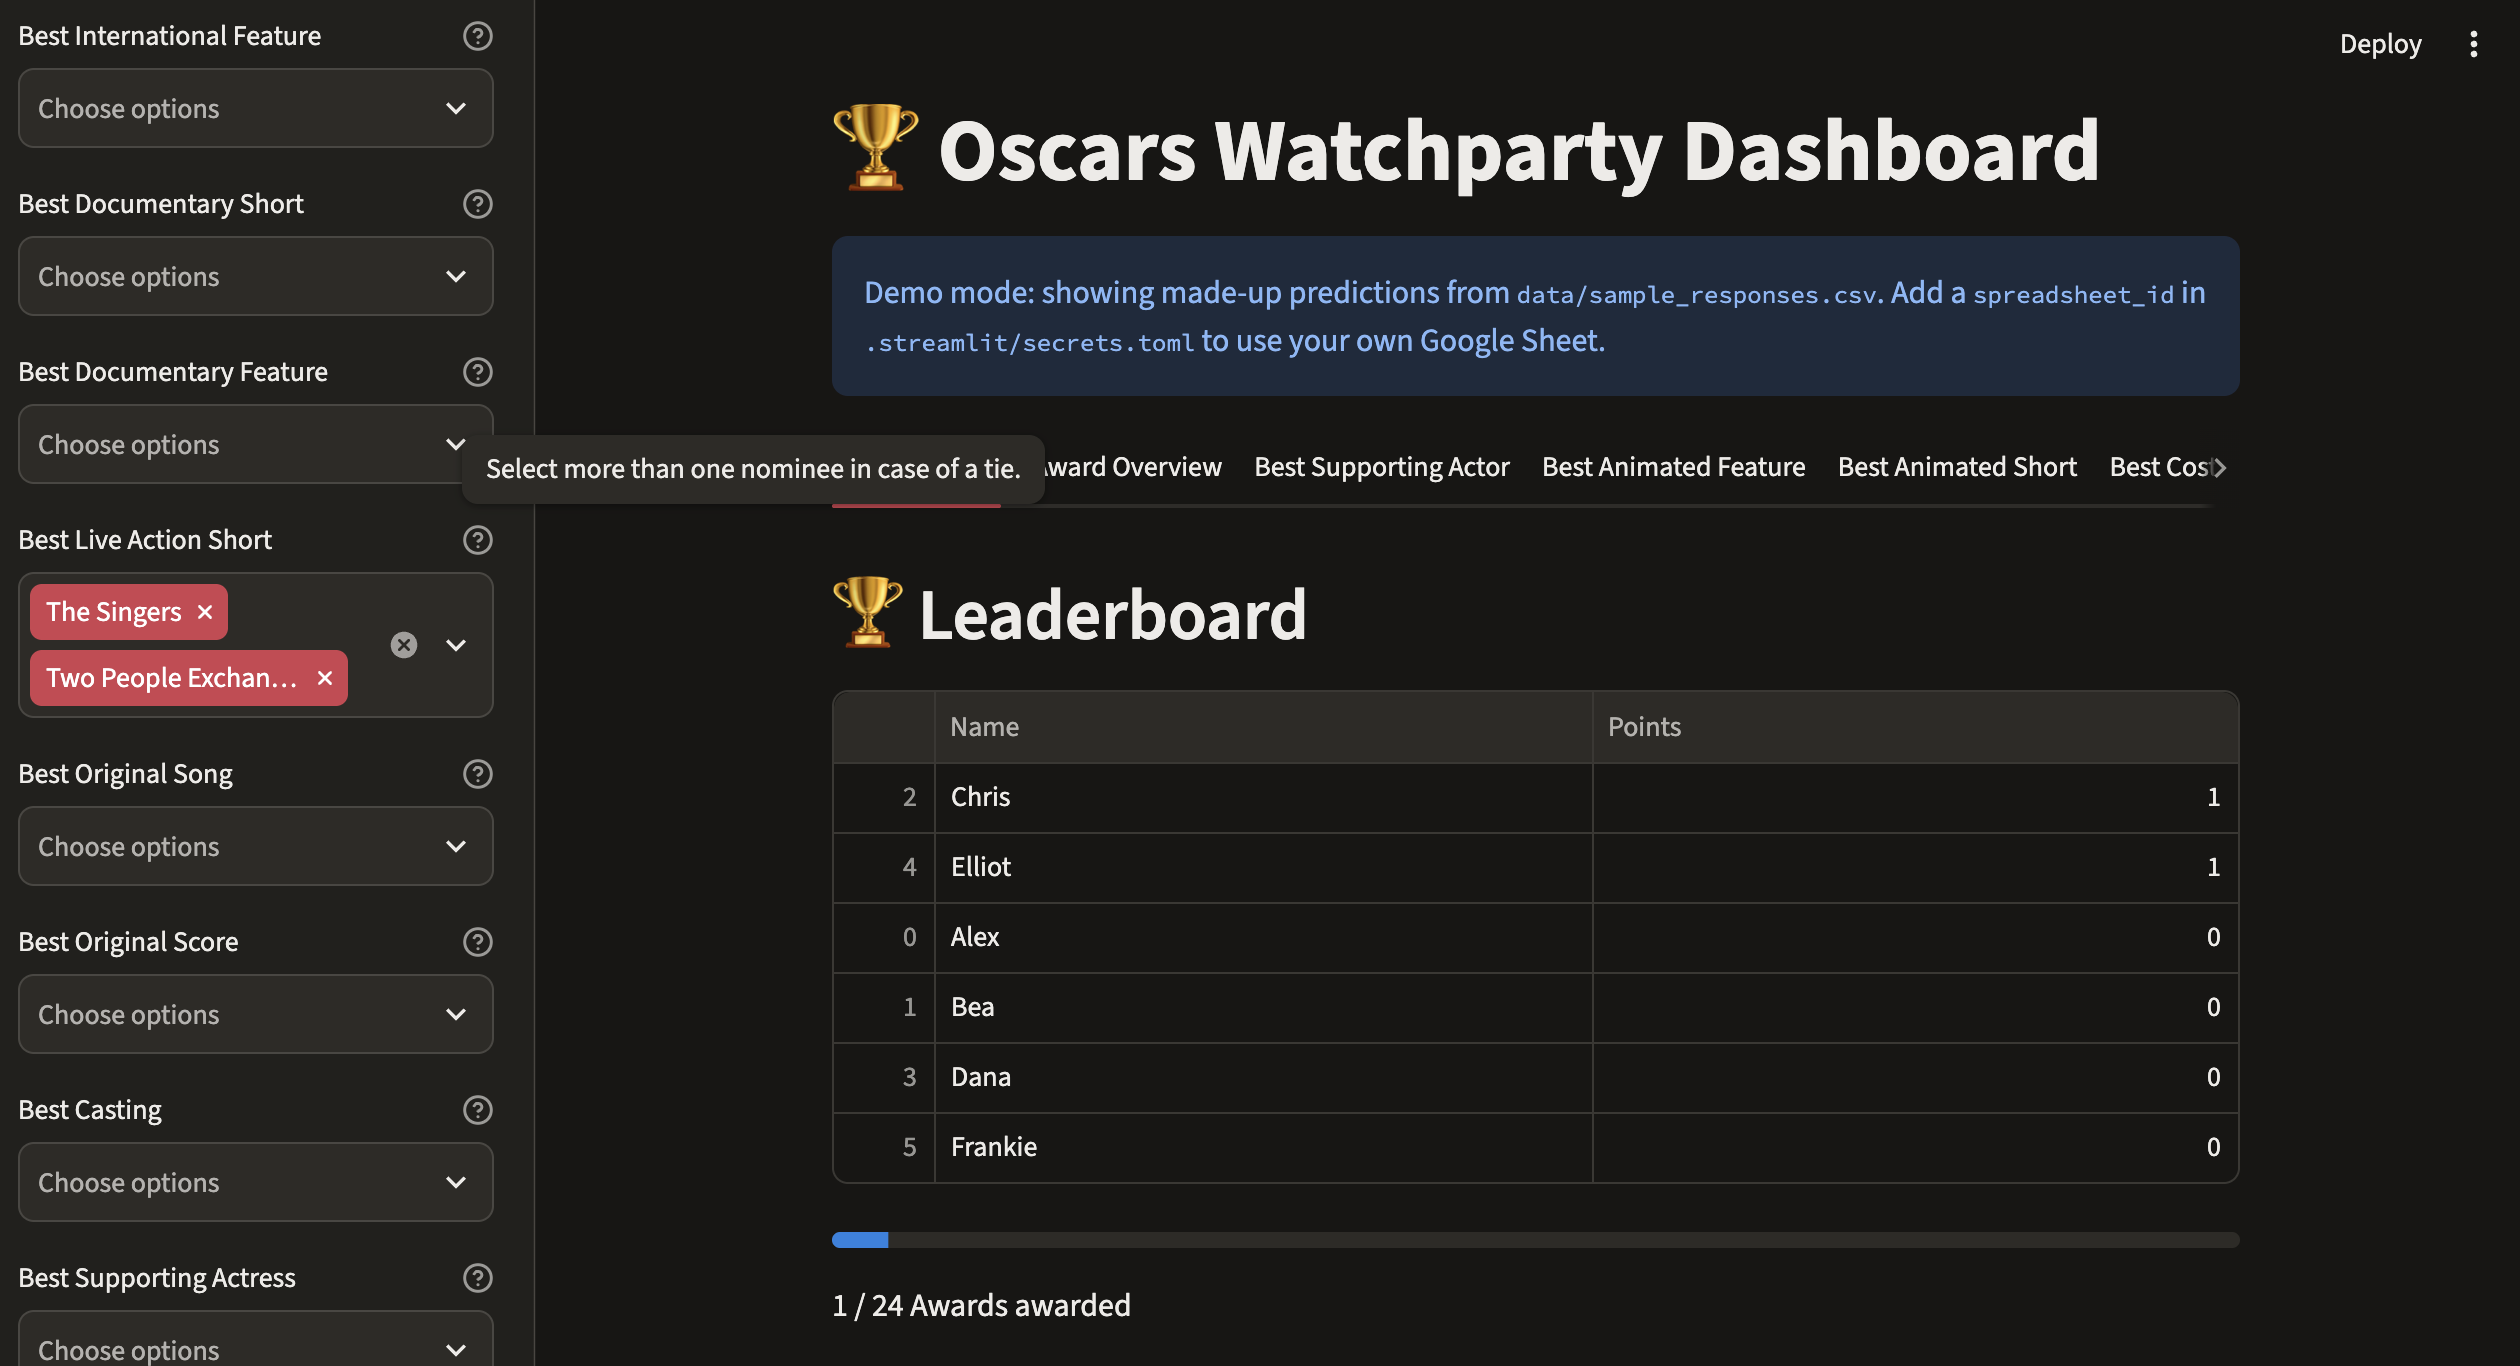 Best International Feature
Choose options
Best Documentary Short
Choose options
Best Documentary Feature
Choose options
Best Live Action Short
The Singers
Two People Exchan…
Best Original Song
Choose options
Best Original Score
Choose options
Best Casting
Choose options
Best Supporting Actress
Choose options
Deploy
Oscars Watchparty Dashboard
Demo mode: showing made-up predictions from data/sample_responses.csv. Add a spreadsheet_id in
.streamlit/secrets.toml to use your own Google Sheet.
Select more than one nominee in case of a tie.
Overview Best Supporting Actor Best Animated Feature Best Animated Short Best
Leaderboard
Name Points
2 Chris 1
4 Elliot 1
0 Alex 0
1 Bea 0
3 Dana 0
5 Frankie 0
1 / 24 Awards awarded